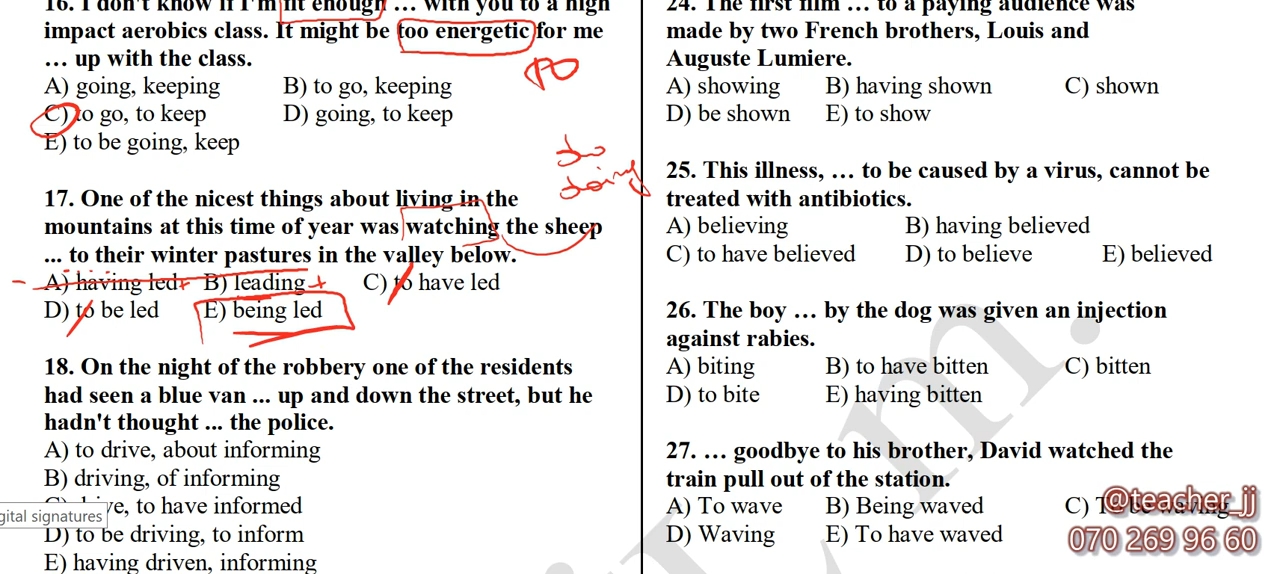 16. I don't know if I'm fit enough … with you to a high
impact aerobics class. It might be too energetic for me
… up with the class.
A) going, keeping B) to go, keeping
C) to go, to keep D) going, to keep
E) to be going, keep
to
do
doing
17. One of the nicest things about living in the
mountains at this time of year was watching the sheep
... to their winter pastures in the valley below.
A) having led B) leading C) to have led
D) to be led E) being led
18. On the night of the robbery one of the residents
had seen a blue van ... up and down the street, but he
hadn't thought ... the police.
A) to drive, about informing
B) driving, of informing
ve, to have informed
gital signatures
D) to be driving, to inform
E) having driven, informing
24. The first film … to a paying audience was
made by two French brothers, Louis and
Auguste Lumiere.
A) showing B) having shown C) shown
D) be shown E) to show
25. This illness, … to be caused by a virus, cannot be
treated with antibiotics.
A) believing B) having believed
C) to have believed D) to believe E) believed
26. The boy … by the dog was given an injection
against rabies.
A) biting B) to have bitten C) bitten
D) to bite E) having bitten
27. … goodbye to his brother, David watched the
train pull out of the station.
A) To wave B) Being waved C) To be waving
D) Waving E) To have waved
@teacher_jj
070 269 96 60